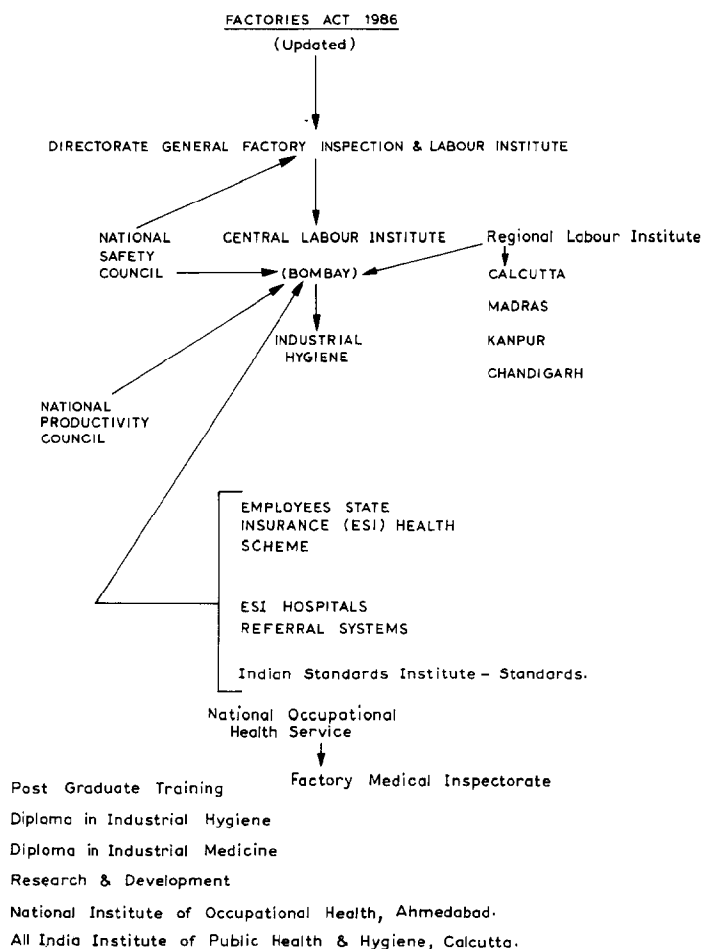 FACTORIES ACT 1986
(Updated)
DIRECTORATE GENERAL FACTORY INSPECTION & LABOUR INSTITUTE
NATIONAL
SAFETY
COUNCIL
CENTRAL LABOUR INSTITUTE
(BOMBAY)
Regional Labour Institute
CALCUTTA
MADRAS
KANPUR
CHANDIGARH
INDUSTRIAL
HYGIENE
NATIONAL
PRODUCTIVITY
COUNCIL
EMPLOYEES STATE
INSURANCE (ESI) HEALTH
SCHEME
ESI HOSPITALS
REFERRAL SYSTEMS
Indian Standards Institute – Standards.
National Occupational
Health Service
Factory Medical Inspectorate
Post Graduate Training
Diploma in Industrial Hygiene
Diploma in Industrial Medicine
Research & Development
National Institute of Occupational Health, Ahmedabad.
All India Institute of Public Health & Hygiene, Calcutta.